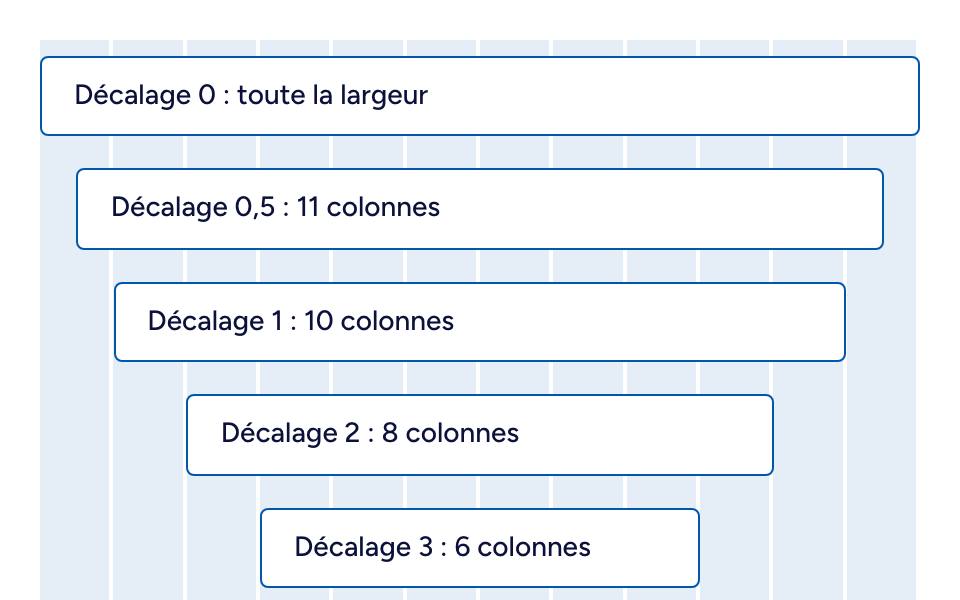 Décalage 0 : toute la largeur
Décalage 0,5 : 11 colonnes
Décalage 1 : 10 colonnes
Décalage 2 : 8 colonnes
Décalage 3 : 6 colonnes